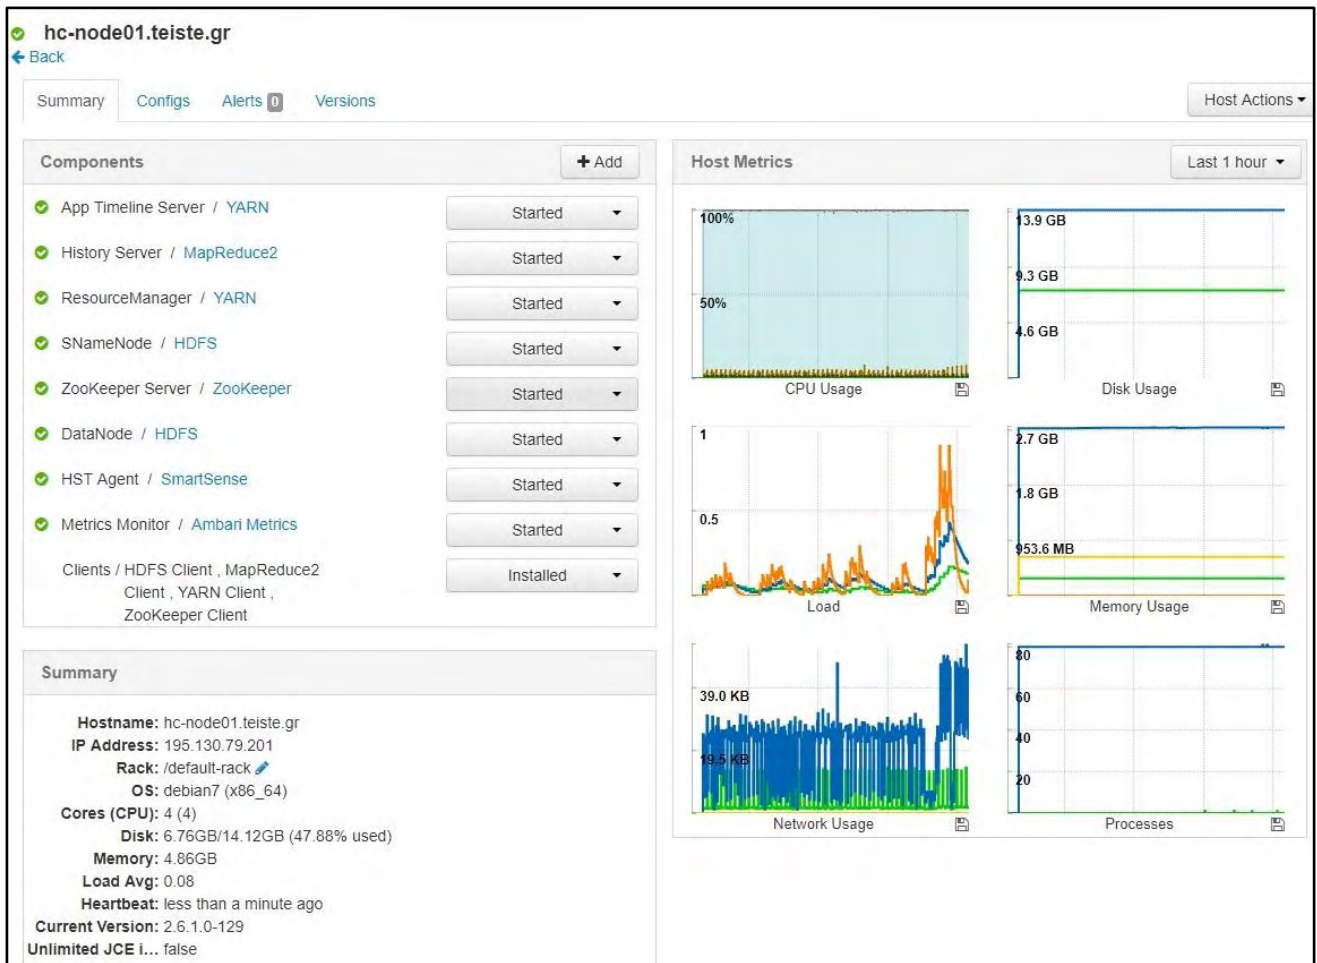 hc-node01.teiste.gr
Back
Summary Configs Alerts 0 Versions
Host Actions
Components
+ Add
App Timeline Server / YARN Started
History Server / MapReduce2 Started
ResourceManager / YARN Started
SNameNode / HDFS Started
ZooKeeper Server / ZooKeeper Started
DataNode / HDFS Started
HST Agent / SmartSense Started
Metrics Monitor / Ambari Metrics Started
Clients / HDFS Client , MapReduce2 Installed
Client , YARN Client ,
ZooKeeper Client
Summary
Hostname: hc-node01.teiste.gr
IP Address: 195.130.79.201
Rack: /default-rack
OS: debian7 (x86_64)
Cores (CPU): 4 (4)
Disk: 6.76GB/14.12GB (47.88% used)
Memory: 4.86GB
Load Avg: 0.08
Heartbeat: less than a minute ago
Current Version: 2.6.1.0-129
Unlimited JCE i... false
Host Metrics
Last 1 hour
100%
50%
CPU Usage
13.9 GB
9.3 GB
4.6 GB
Disk Usage
1
0.5
Load
2.7 GB
1.8 GB
953.6 MB
Memory Usage
39.0 KB
19.5 KB
Network Usage
80
60
40
20
Processes